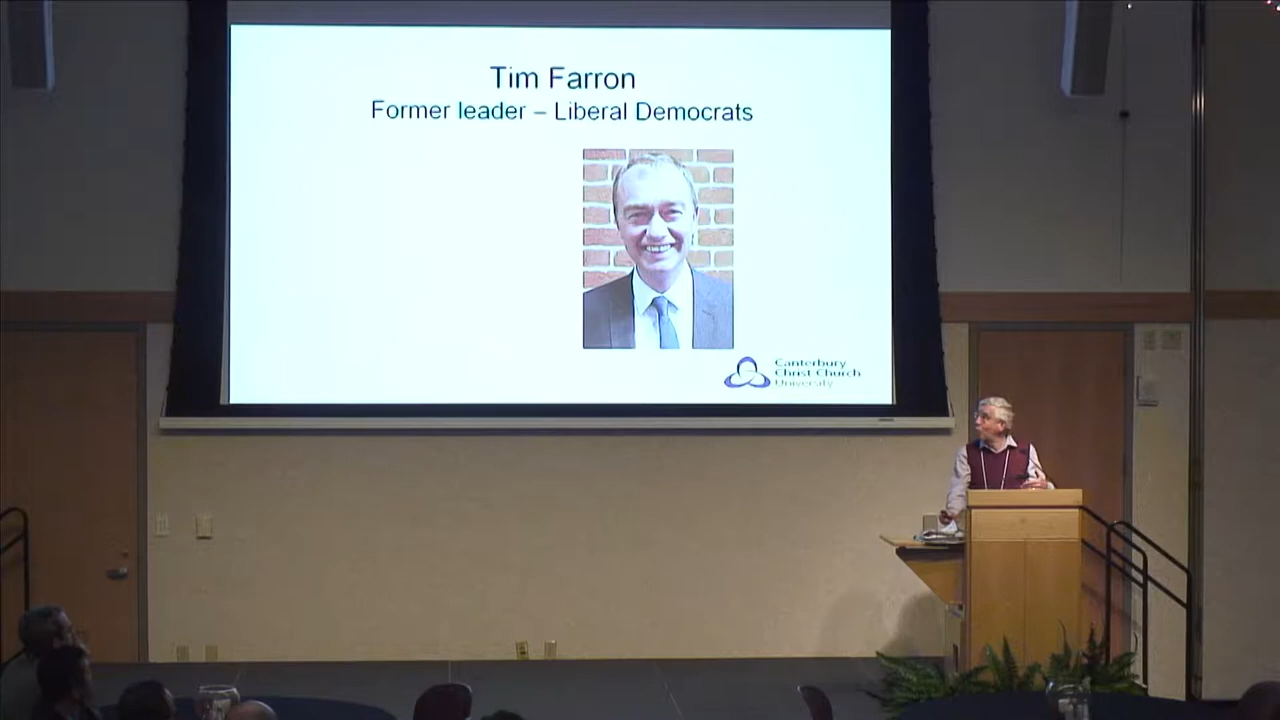 Tim Farron
Former leader – Liberal Democrats
Canterbury
Christ Church
University